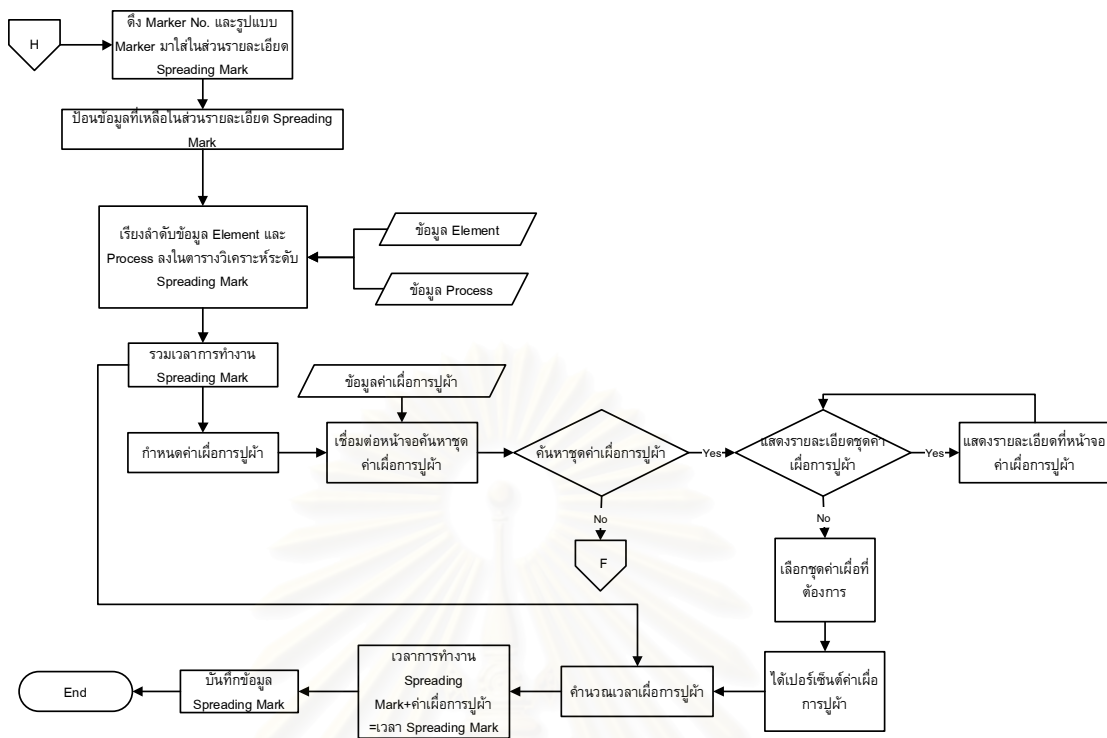 H
ดึง Marker No. และรูปแบบ
Marker มาใส่ในส่วนรายละเอียด
Spreading Mark
ป้อนข้อมูลที่เหลือในส่วนรายละเอียด Spreading
Mark
เรียงลำดับข้อมูล Element และ
Process ลงในตารางวิเคราะห์ระดับ
Spreading Mark
ข้อมูล Element
ข้อมูล Process
รวมเวลาการทำงาน
Spreading Mark
ข้อมูลค่าเผื่อการปูผ้า
กำหนดค่าเผื่อการปูผ้า
เชื่อมต่อหน้าจอค้นหาชุด
ค่าเผื่อการปูผ้า
ค้นหาชุดค่าเผื่อการปูผ้า
Yes
แสดงรายละเอียดชุดค่า
เผื่อการปูผ้า
Yes
แสดงรายละเอียดที่หน้าจอ
ค่าเผื่อการปูผ้า
No
No
F
เลือกชุดค่าเผื่อที่
ต้องการ
ได้เปอร์เซ็นต์ค่าเผื่อ
การปูผ้า
คำนวณเวลาเผื่อการปูผ้า
เวลาการทำงาน
Spreading
Mark+ค่าเผื่อการปูผ้า
=เวลา Spreading Mark
บันทึกข้อมูล
Spreading Mark
End